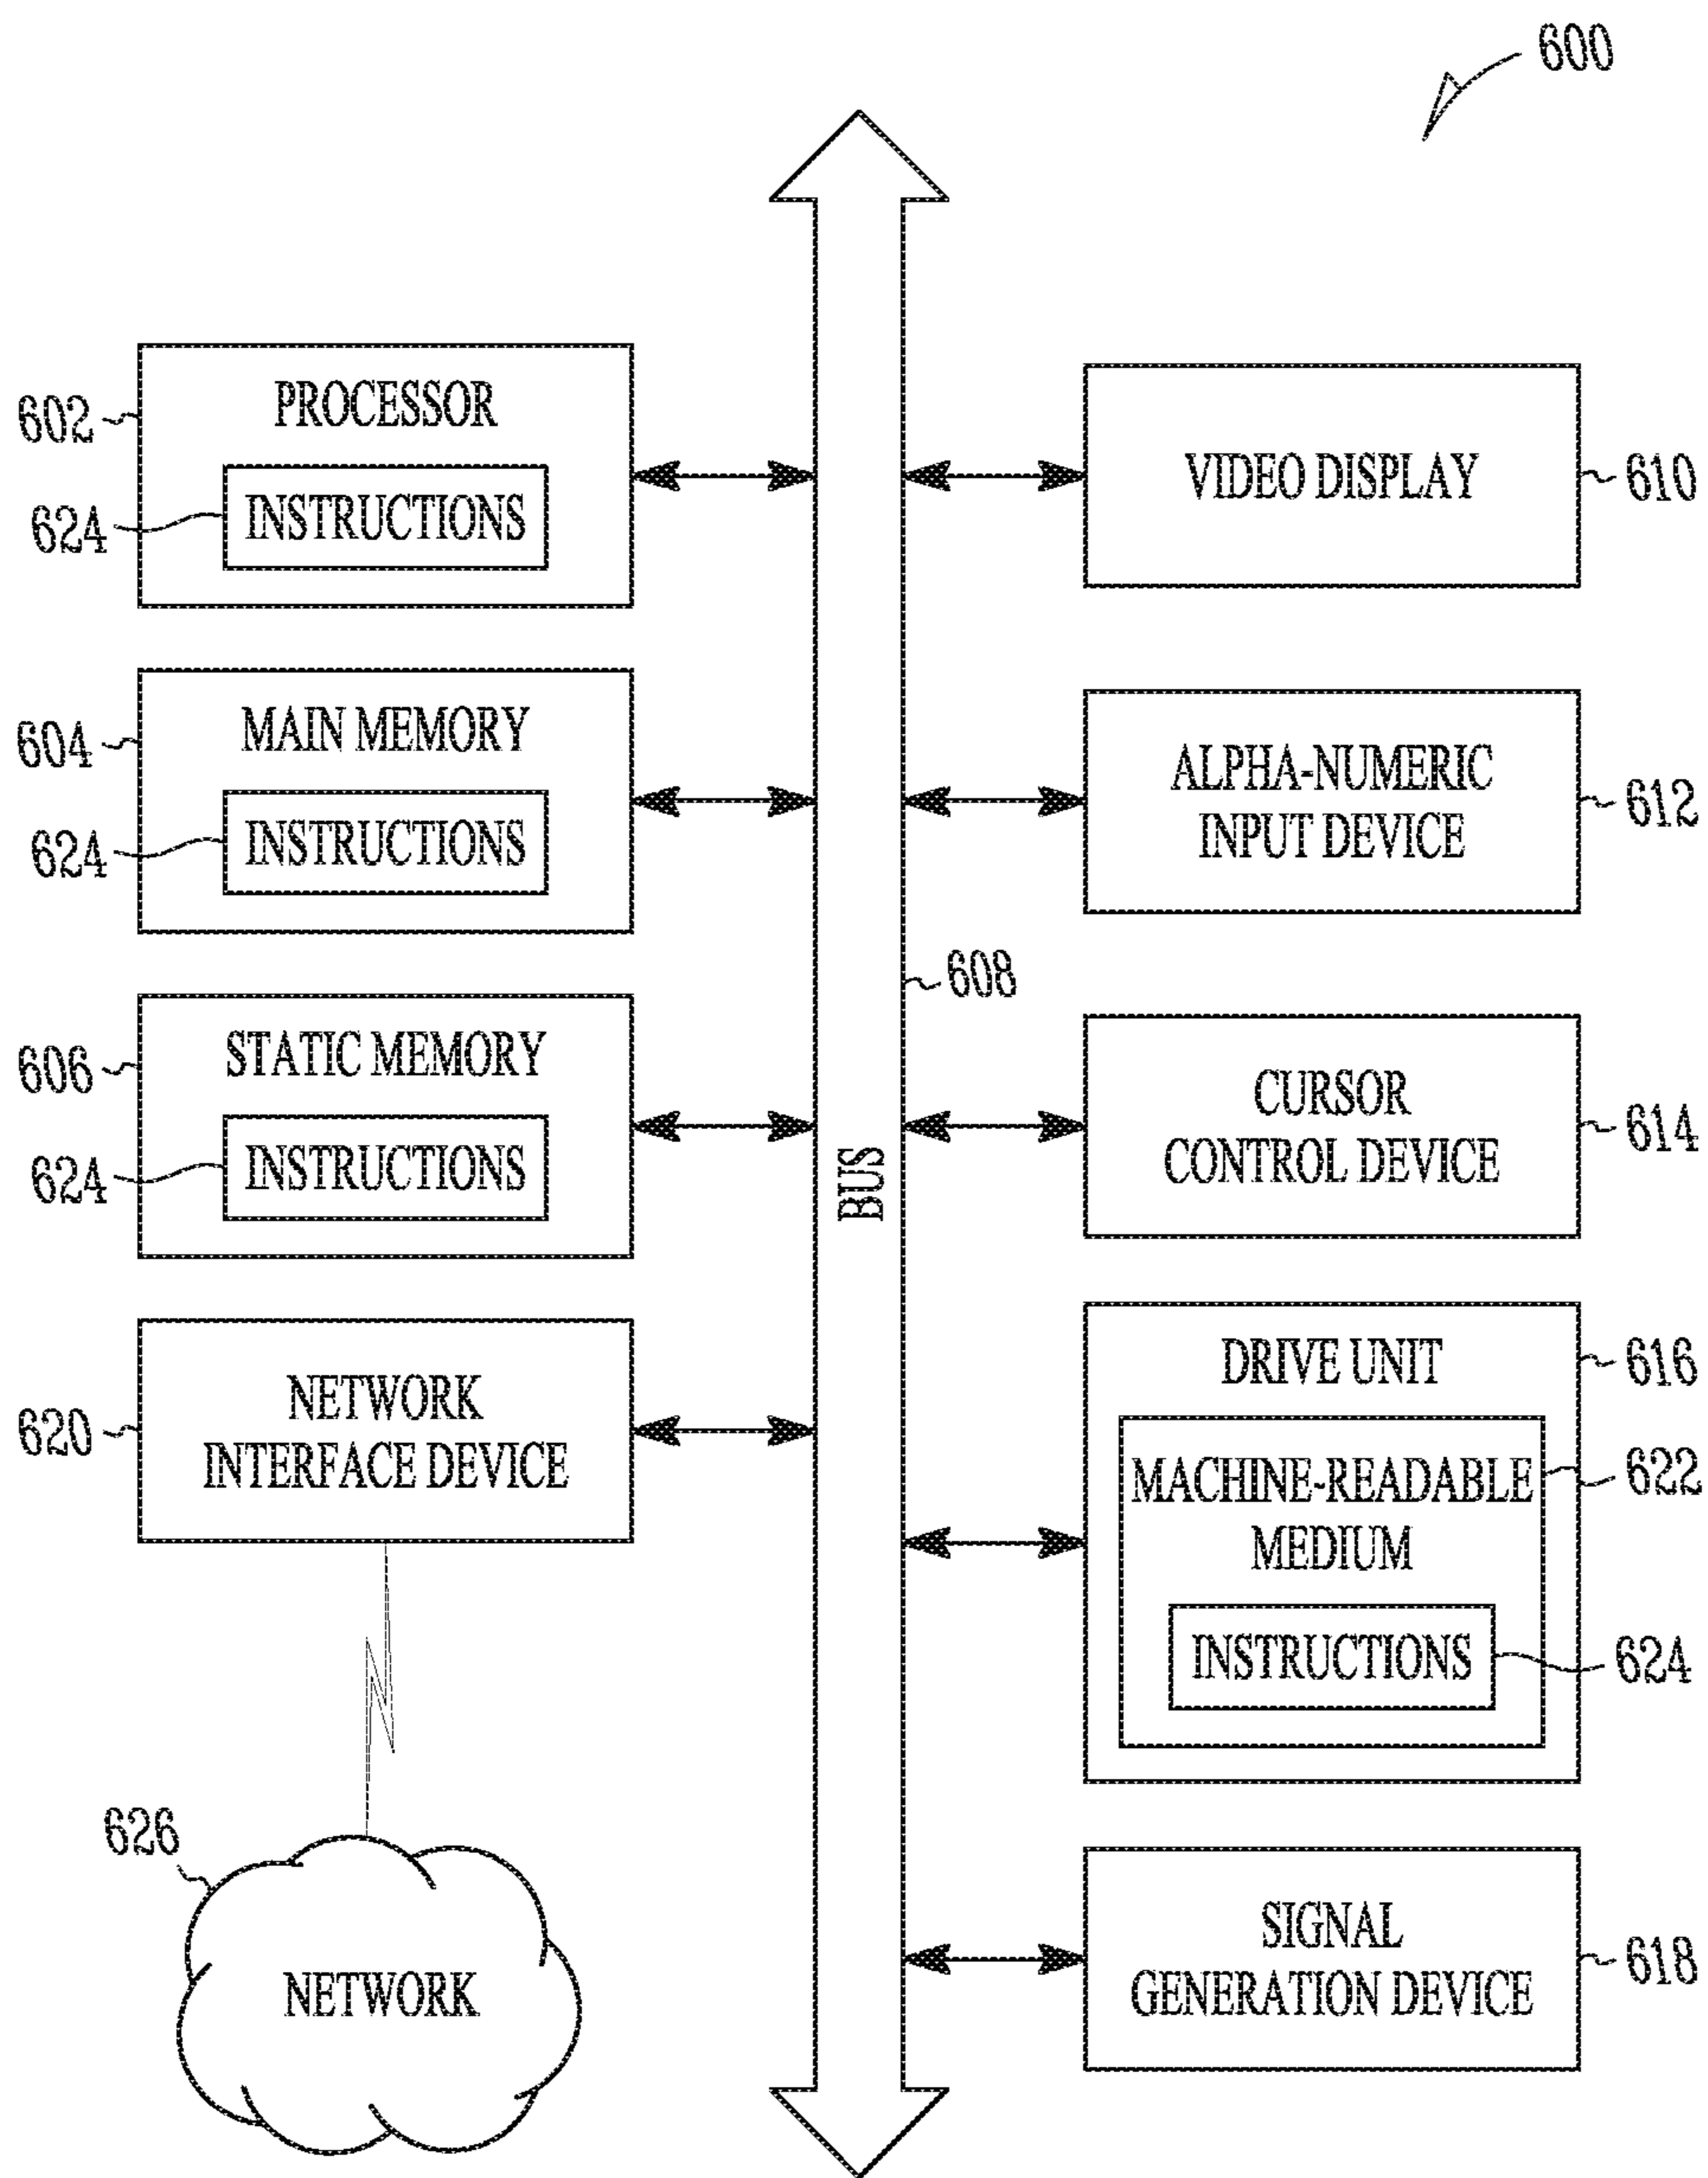 600
PROCESSOR
602
INSTRUCTIONS
624
MAIN MEMORY
604
INSTRUCTIONS
624
STATIC MEMORY
606
INSTRUCTIONS
624
NETWORK
INTERFACE DEVICE
620
626
NETWORK
BUS
608
VIDEO DISPLAY
610
ALPHA-NUMERIC
INPUT DEVICE
612
CURSOR
CONTROL DEVICE
614
DRIVE UNIT
616
MACHINE-READABLE
MEDIUM
622
INSTRUCTIONS
624
SIGNAL
GENERATION DEVICE
618